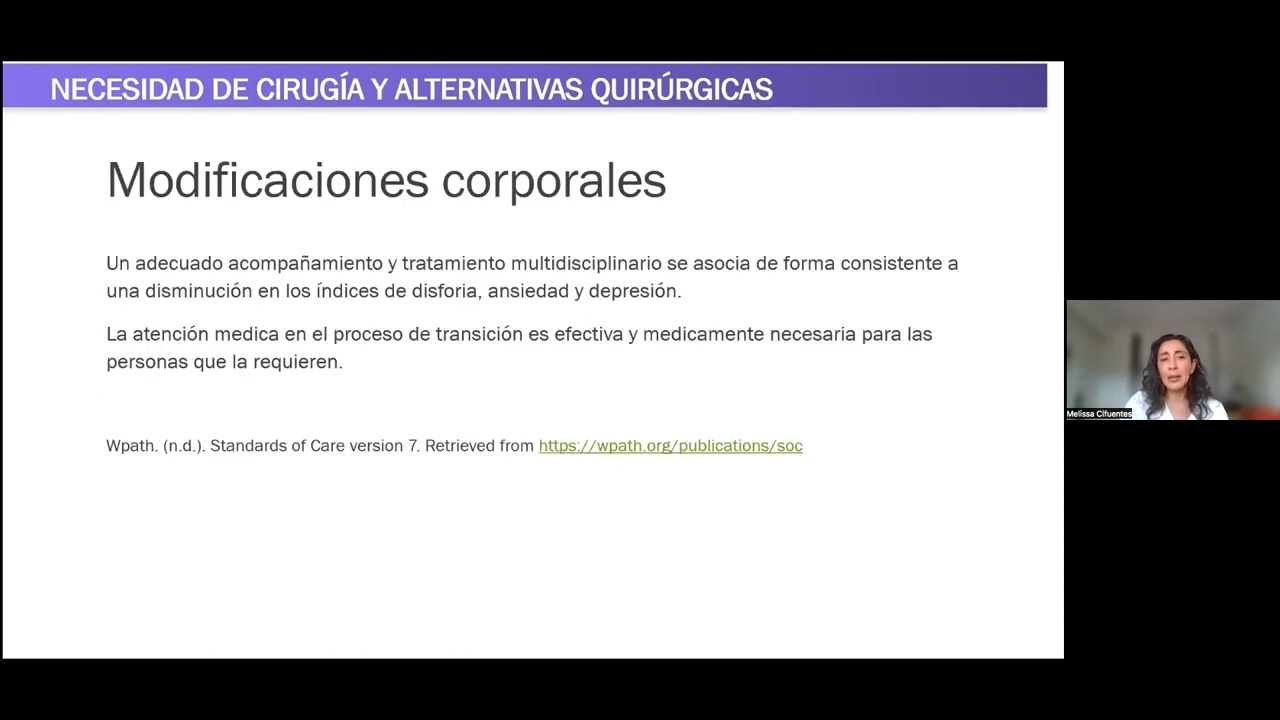 NECESIDAD DE CIRUGÍA Y ALTERNATIVAS QUIRÚRGICAS
Modificaciones corporales
Un adecuado acompañamiento y tratamiento multidisciplinario se asocia de forma consistente a
una disminución en los índices de disforia, ansiedad y depresión.
La atención medica en el proceso de transición es efectiva y medicamente necesaria para las
personas que la requieren.
Wpath. (n.d.). Standards of Care version 7. Retrieved from https://wpath.org/publications/soc
Melissa Cifuentes